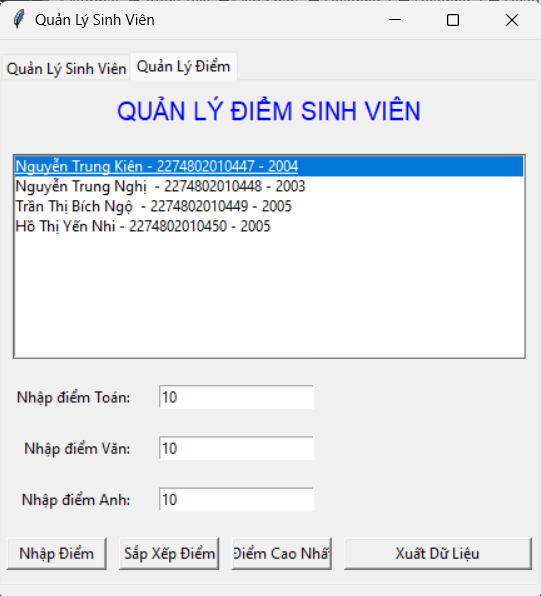 Quản Lý Sinh Viên
Quản Lý Sinh Viên Quản Lý Điểm
QUẢN LÝ ĐIỂM SINH VIÊN
Nguyễn Trung Kiên - 2274802010447 - 2004
Nguyễn Trung Nghị - 2274802010448 - 2003
Trần Thị Bích Ngộ - 2274802010449 - 2005
Hồ Thị Yến Nhi - 2274802010450 - 2005
Nhập điểm Toán: 10
Nhập điểm Văn: 10
Nhập điểm Anh: 10
Nhập Điểm Sắp Xếp Điểm Điểm Cao Nhất Xuất Dữ Liệu